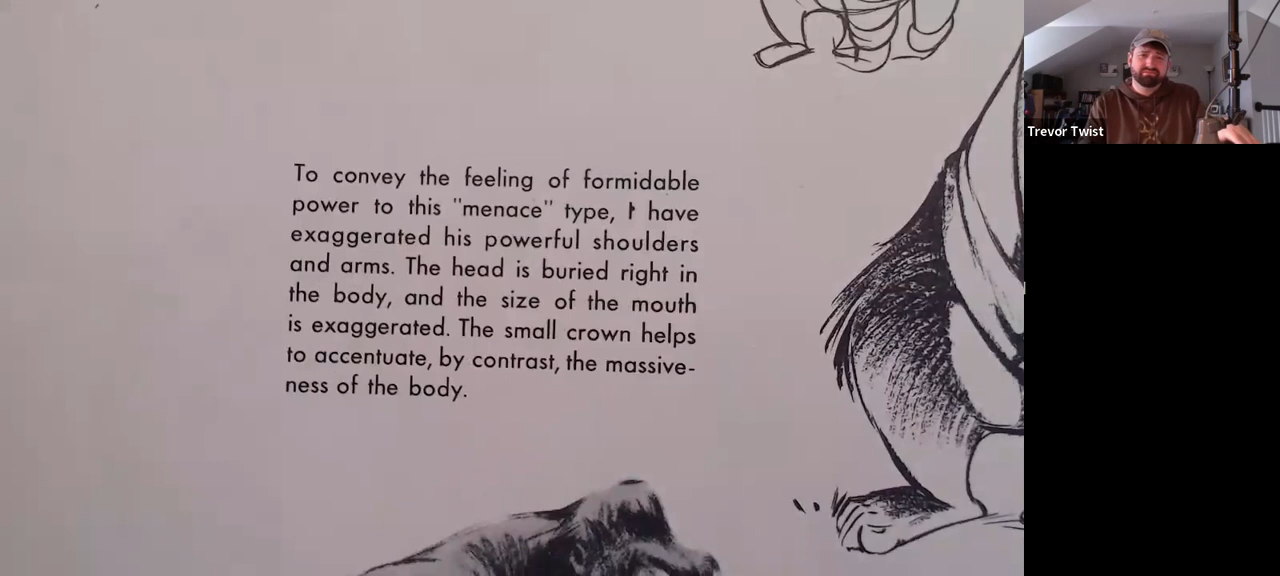 To convey the feeling of formidable
power to this "menace" type, I have
exaggerated his powerful shoulders
and arms. The head is buried right in
the body, and the size of the mouth
is exaggerated. The small crown helps
to accentuate, by contrast, the massive-
ness of the body.
Trevor Twist